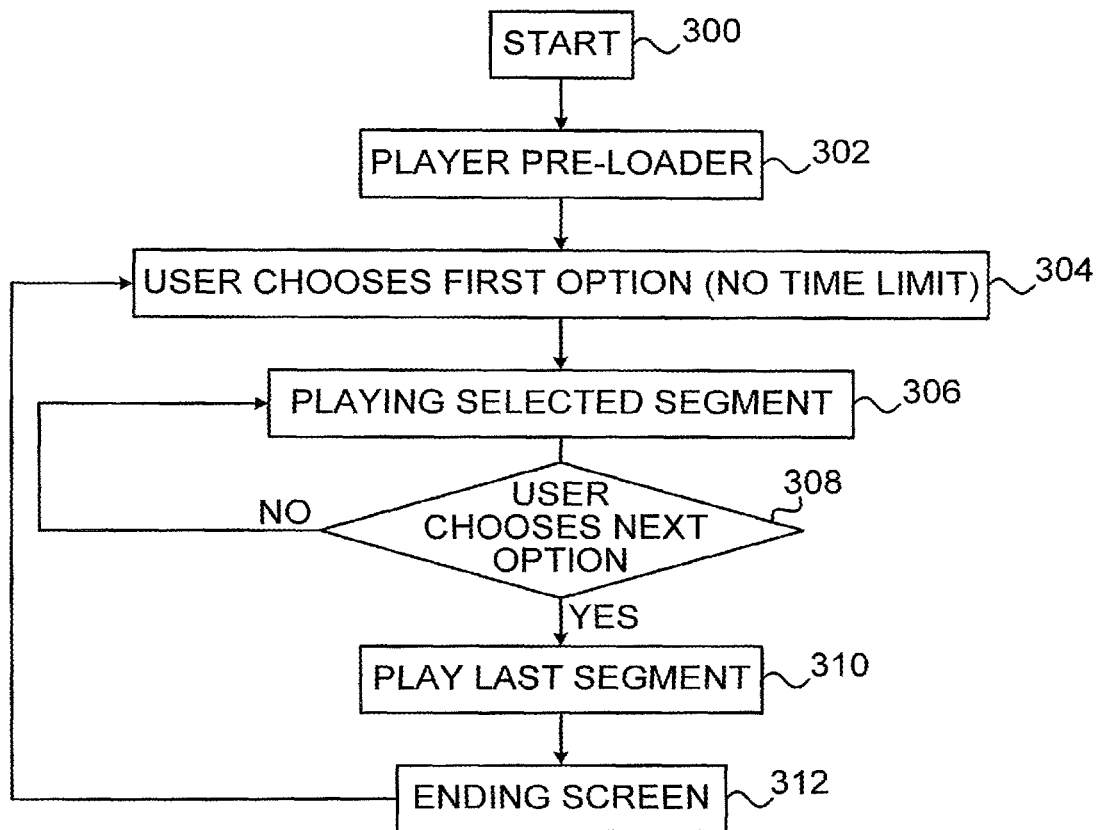 START
300
PLAYER PRE-LOADER
302
USER CHOOSES FIRST OPTION (NO TIME LIMIT)
304
PLAYING SELECTED SEGMENT
306
USER
CHOOSES NEXT
OPTION
308
NO
YES
PLAY LAST SEGMENT
310
ENDING SCREEN
312